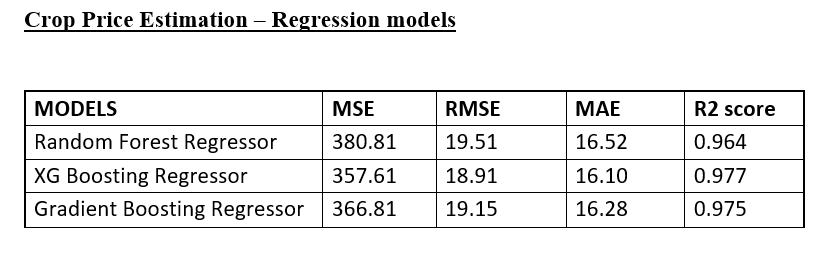 Crop Price Estimation – Regression models
MODELS MSE RMSE MAE R2 score
Random Forest Regressor 380.81 19.51 16.52 0.964
XG Boosting Regressor 357.61 18.91 16.10 0.977
Gradient Boosting Regressor 366.81 19.15 16.28 0.975